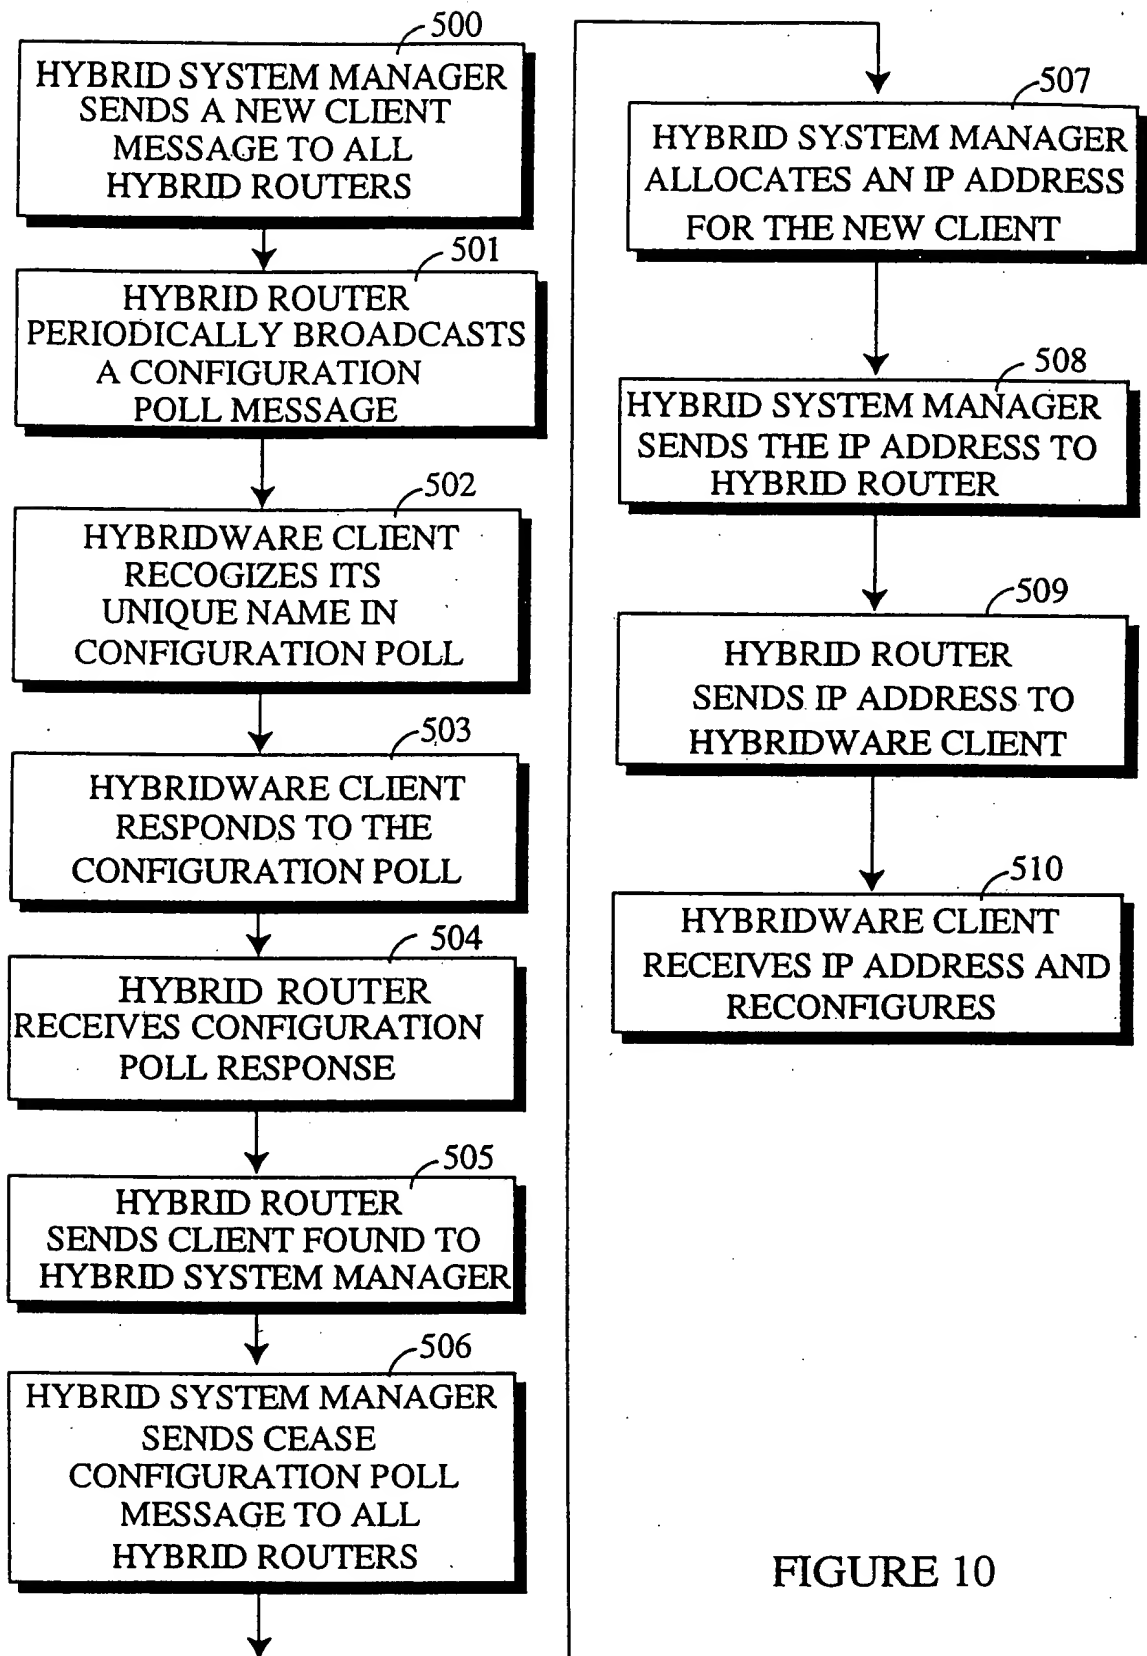 500
HYBRID SYSTEM MANAGER
SENDS A NEW CLIENT
MESSAGE TO ALL
HYBRID ROUTERS
501
HYBRID ROUTER
PERIODICALLY BROADCASTS
A CONFIGURATION
POLL MESSAGE
502
HYBRIDWARE CLIENT
RECOGIZES ITS
UNIQUE NAME IN
CONFIGURATION POLL
503
HYBRIDWARE CLIENT
RESPONDS TO THE
CONFIGURATION POLL
504
HYBRID ROUTER
RECEIVES CONFIGURATION
POLL RESPONSE
505
HYBRID ROUTER
SENDS CLIENT FOUND TO
HYBRID SYSTEM MANAGER
506
HYBRID SYSTEM MANAGER
SENDS CEASE
CONFIGURATION POLL
MESSAGE TO ALL
HYBRID ROUTERS
507
HYBRID SYSTEM MANAGER
ALLOCATES AN IP ADDRESS
FOR THE NEW CLIENT
508
HYBRID SYSTEM MANAGER
SENDS THE IP ADDRESS TO
HYBRID ROUTER
509
HYBRID ROUTER
SENDS IP ADDRESS TO
HYBRIDWARE CLIENT
510
HYBRIDWARE CLIENT
RECEIVES IP ADDRESS AND
RECONFIGURES
FIGURE 10